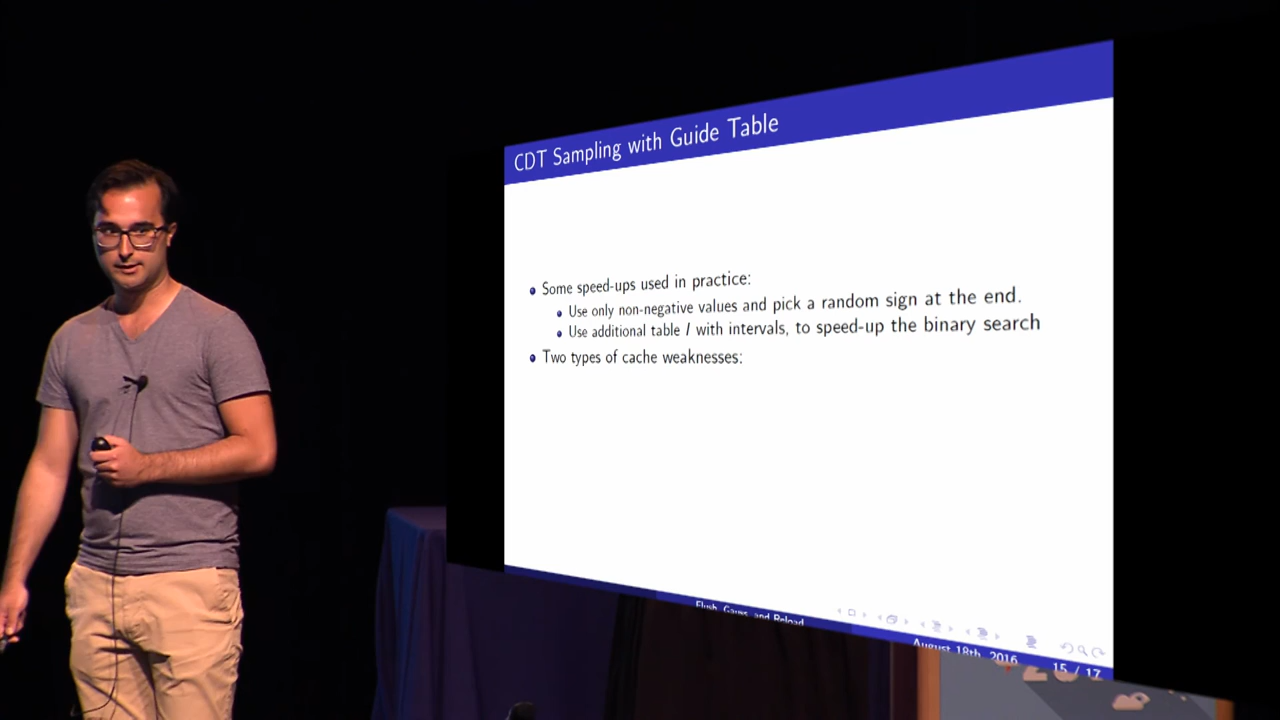 CDT Sampling with Guide Table
Some speed-ups used in practice:
Use only non-negative values and pick a random sign at the end.
Use additional table I with intervals, to speed-up the binary search
Two types of cache weaknesses:
Flush, Gauss, and Reload
August 18th, 2016
15 / 17